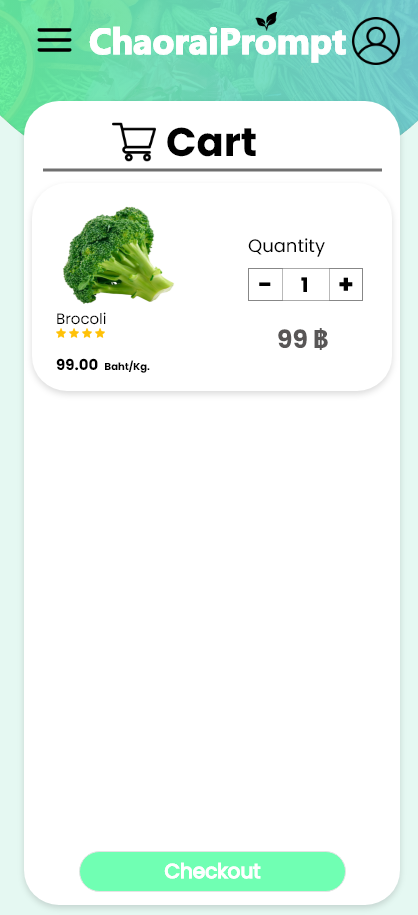 ChaoraiPrompt
Cart
Quantity
- 1 +
Brocoli
99 ฿
99.00 Baht/Kg.
Checkout